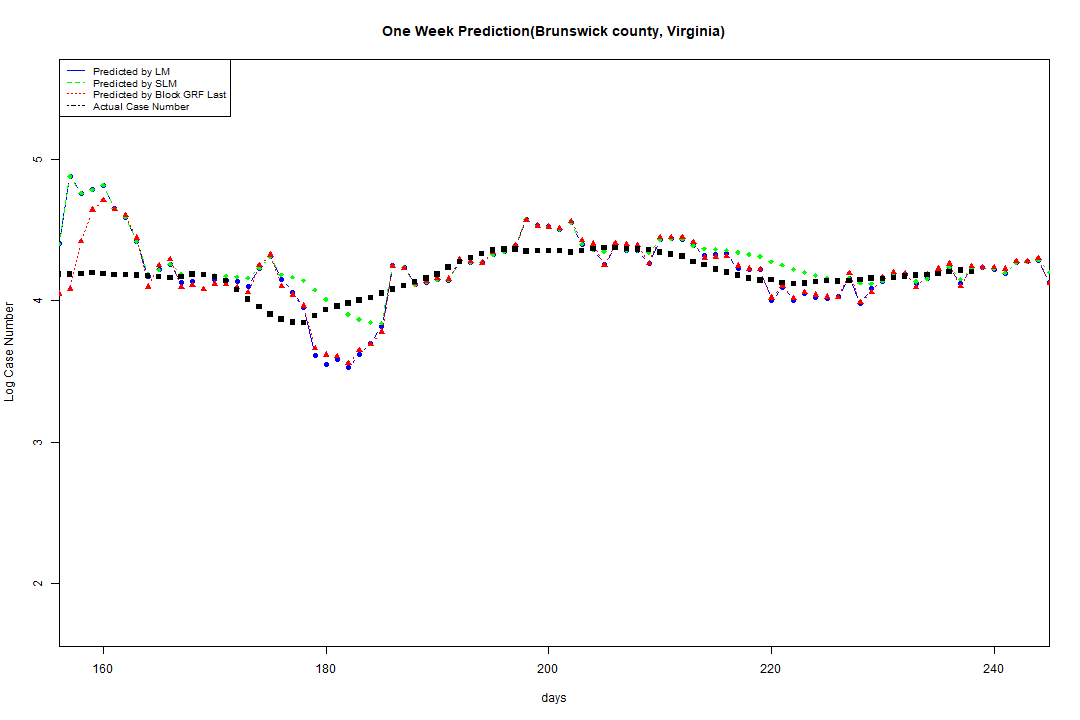 One Week Prediction(Brunswick county, Virginia)
Predicted by LM
Predicted by SLM
Predicted by Block GRF Last
Actual Case Number
5
4
3
2
Log Case Number
160 180 200 220 240
days